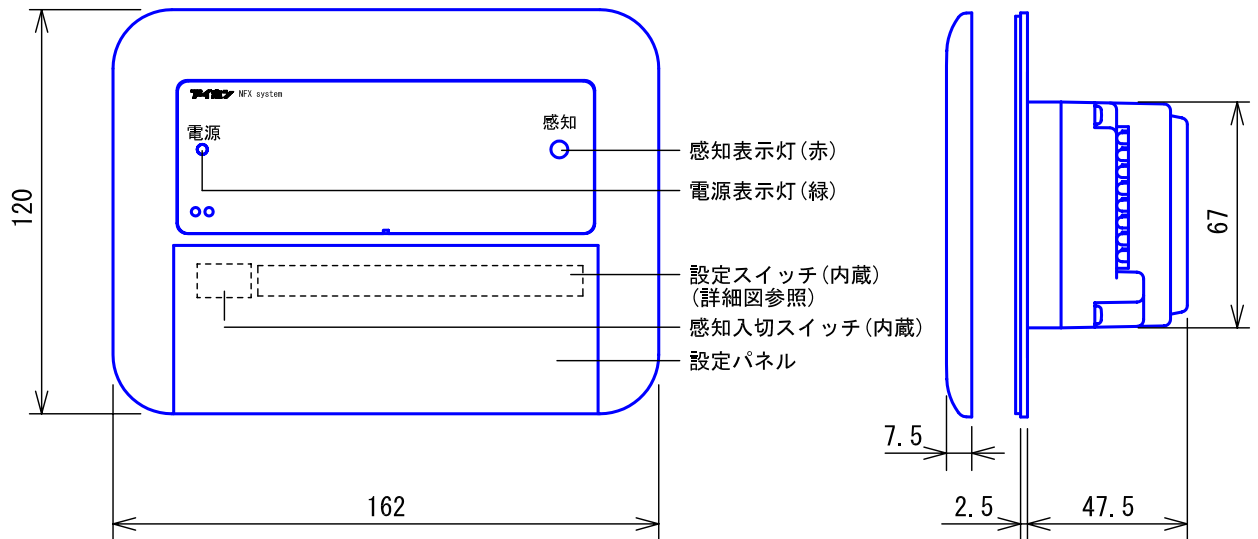 アイホン NFX system
電源
感知
感知表示灯(赤)
電源表示灯(緑)
設定スイッチ(内蔵)
(詳細図参照)
感知入切スイッチ(内蔵)
設定パネル
120
162
67
7.5
2.5
47.5